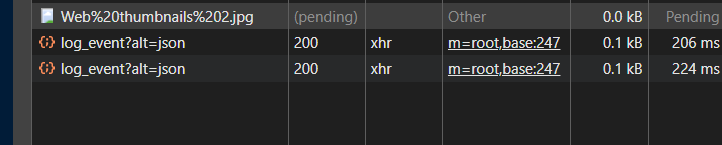 Web%20thumbnails%202.jpg (pending) Other 0.0 kB Pending
log_event?alt=json 200 xhr m=root,base:247 0.1 kB 206 ms
log_event?alt=json 200 xhr m=root,base:247 0.1 kB 224 ms